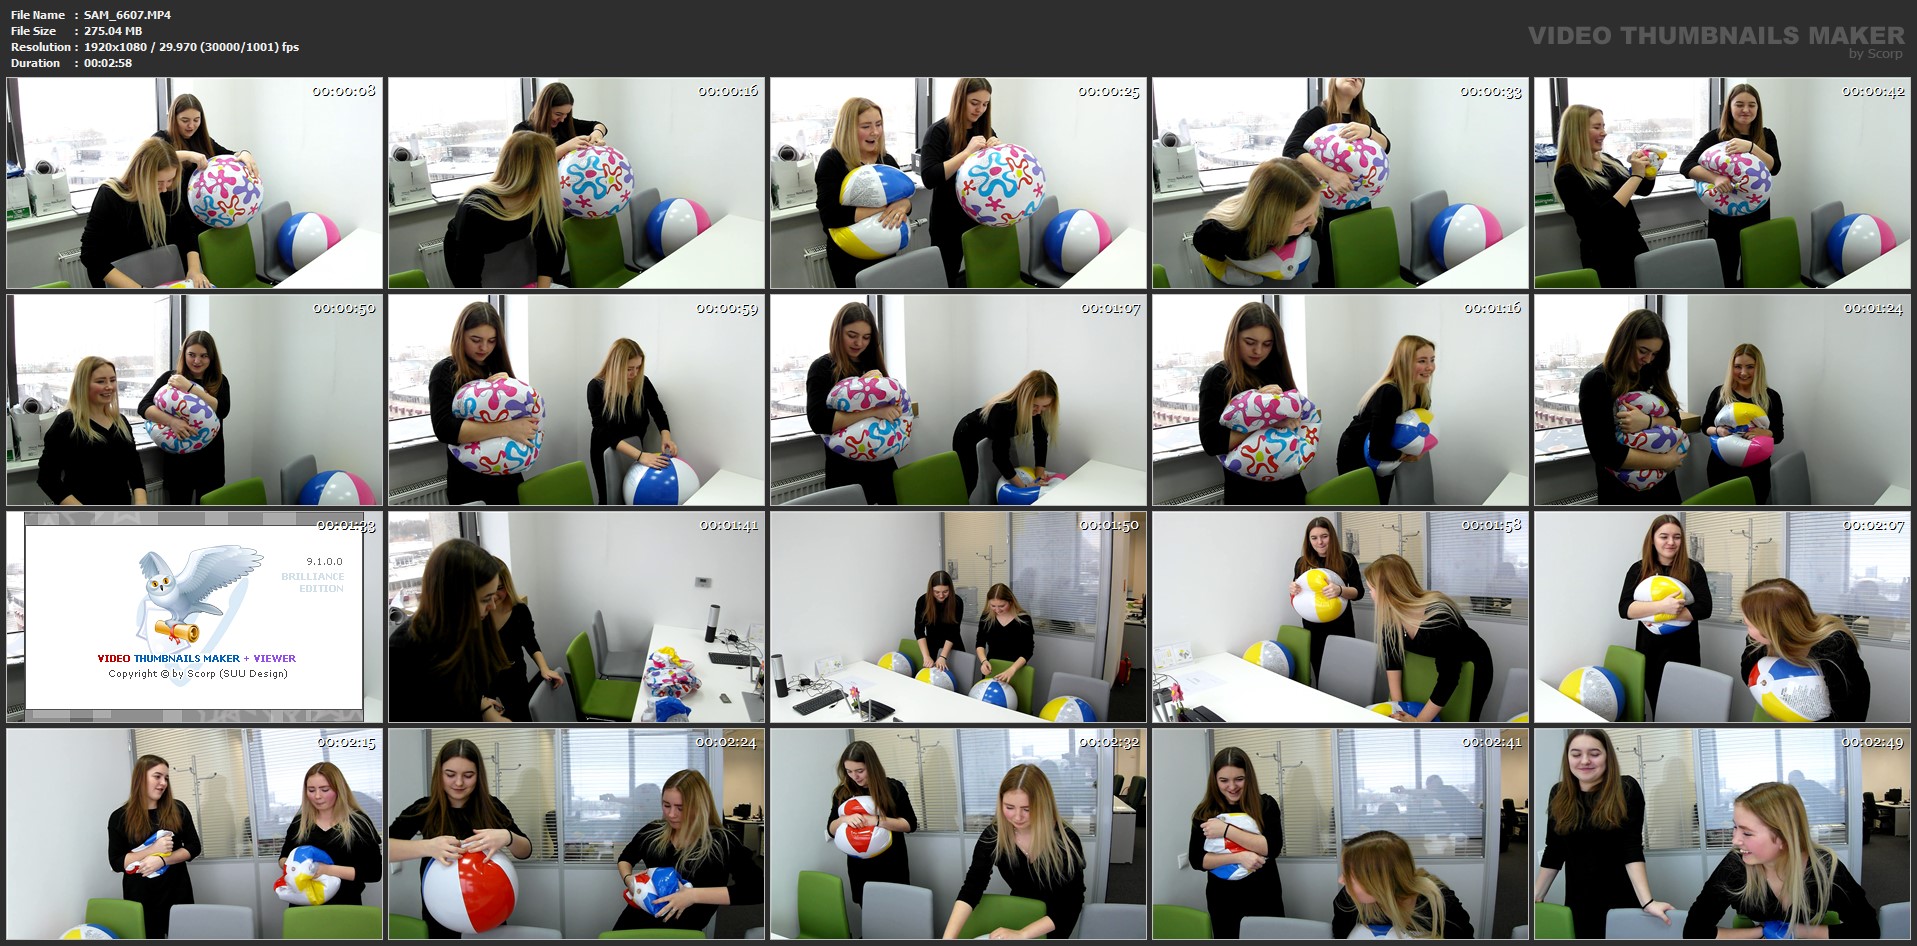 File Name : SAM_6607.MP4
File Size : 275.04 MB
Resolution : 1920x1080 / 29.970 (30000/1001) fps
Duration : 00:02:58
VIDEO THUMBNAILS MAKER
by Scorp
00:00:08
00:00:16
00:00:25
00:00:33
00:00:42
00:00:50
00:00:59
00:01:07
00:01:16
00:01:24
00:01:33
9.1.0.0
BRILLIANCE
EDITION
VIDEO THUMBNAILS MAKER + VIEWER
Copyright © by Scorp (SUU Design)
00:01:41
00:01:50
00:01:58
00:02:07
00:02:15
00:02:24
00:02:32
00:02:41
00:02:49